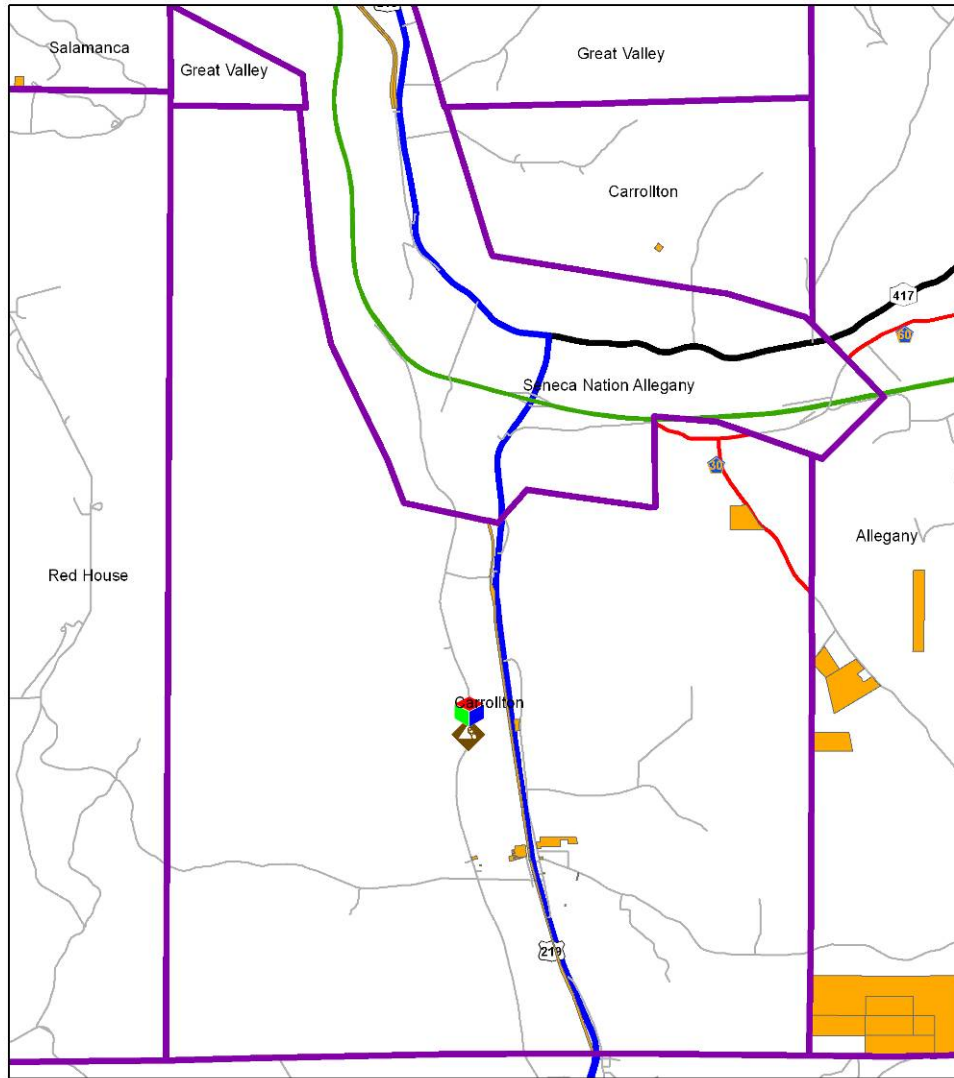 Salamanca
Great Valley
Great Valley
Carrollton
417
60
Seneca Nation Allegany
30
Allegany
Red House
Carrollton
219